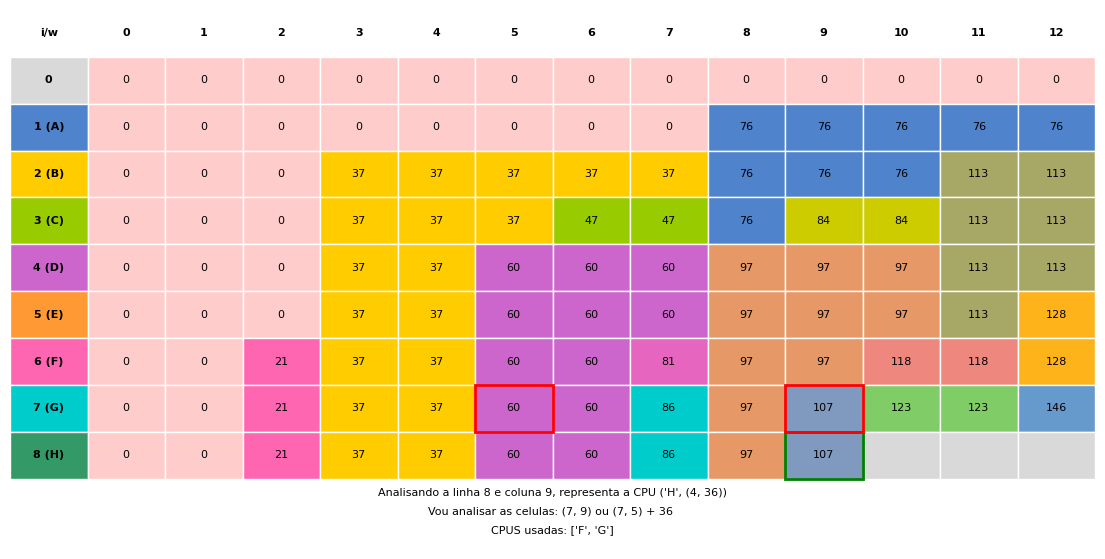 i/w 0 1 2 3 4 5 6 7 8 9 10 11 12
0 0 0 0 0 0 0 0 0 0 0 0 0 0
1 (A) 0 0 0 0 0 0 0 0 76 76 76 76 76
2 (B) 0 0 0 37 37 37 37 37 76 76 76 113 113
3 (C) 0 0 0 37 37 37 47 47 76 84 84 113 113
4 (D) 0 0 0 37 37 60 60 60 97 97 97 113 113
5 (E) 0 0 0 37 37 60 60 60 97 97 97 113 128
6 (F) 0 0 21 37 37 60 60 81 97 97 118 118 128
7 (G) 0 0 21 37 37 60 60 86 97 107 123 123 146
8 (H) 0 0 21 37 37 60 60 86 97 107
Analisando a linha 8 e coluna 9, representa a CPU ('H', (4, 36))
Vou analisar as celulas: (7, 9) ou (7, 5) + 36
CPUS usadas: ['F', 'G']